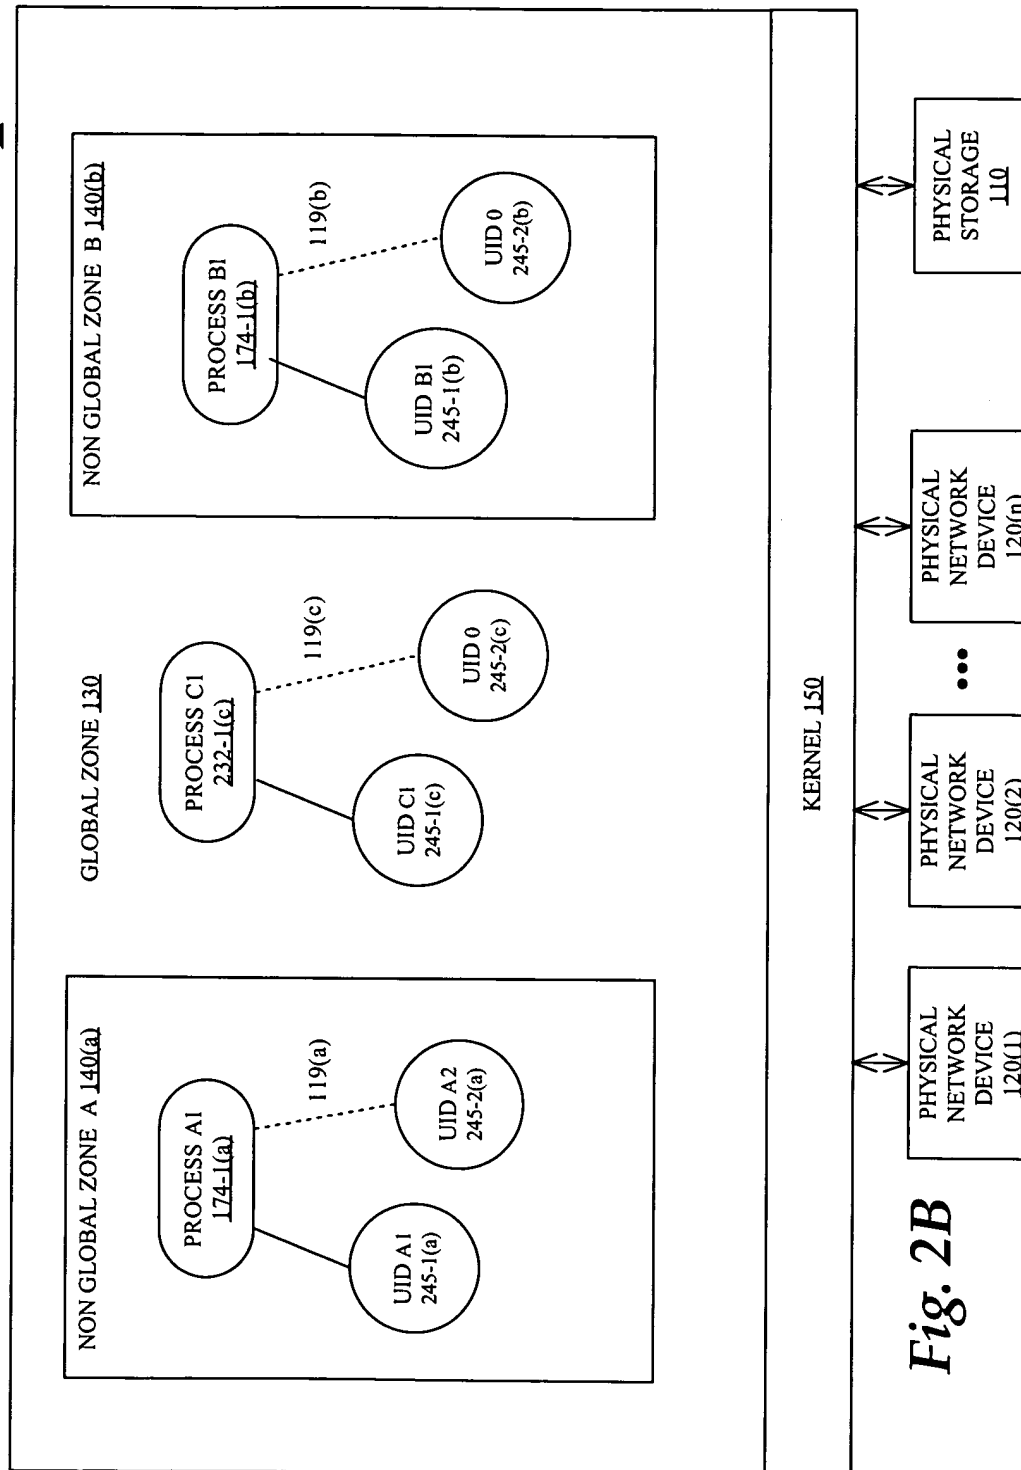 NON GLOBAL ZONE A 140(a)
PROCESS A1
174-1(a)
119(a)
UID A1
245-1(a)
UID A2
245-2(a)
GLOBAL ZONE 130
PROCESS C1
232-1(c)
119(c)
UID C1
245-1(c)
UID 0
245-2(c)
NON GLOBAL ZONE B 140(b)
PROCESS B1
174-1(b)
119(b)
UID B1
245-1(b)
UID 0
245-2(b)
KERNEL 150
PHYSICAL
NETWORK
DEVICE
120(1)
PHYSICAL
NETWORK
DEVICE
120(2)
•••
PHYSICAL
NETWORK
DEVICE
120(n)
PHYSICAL
STORAGE
110
Fig. 2B